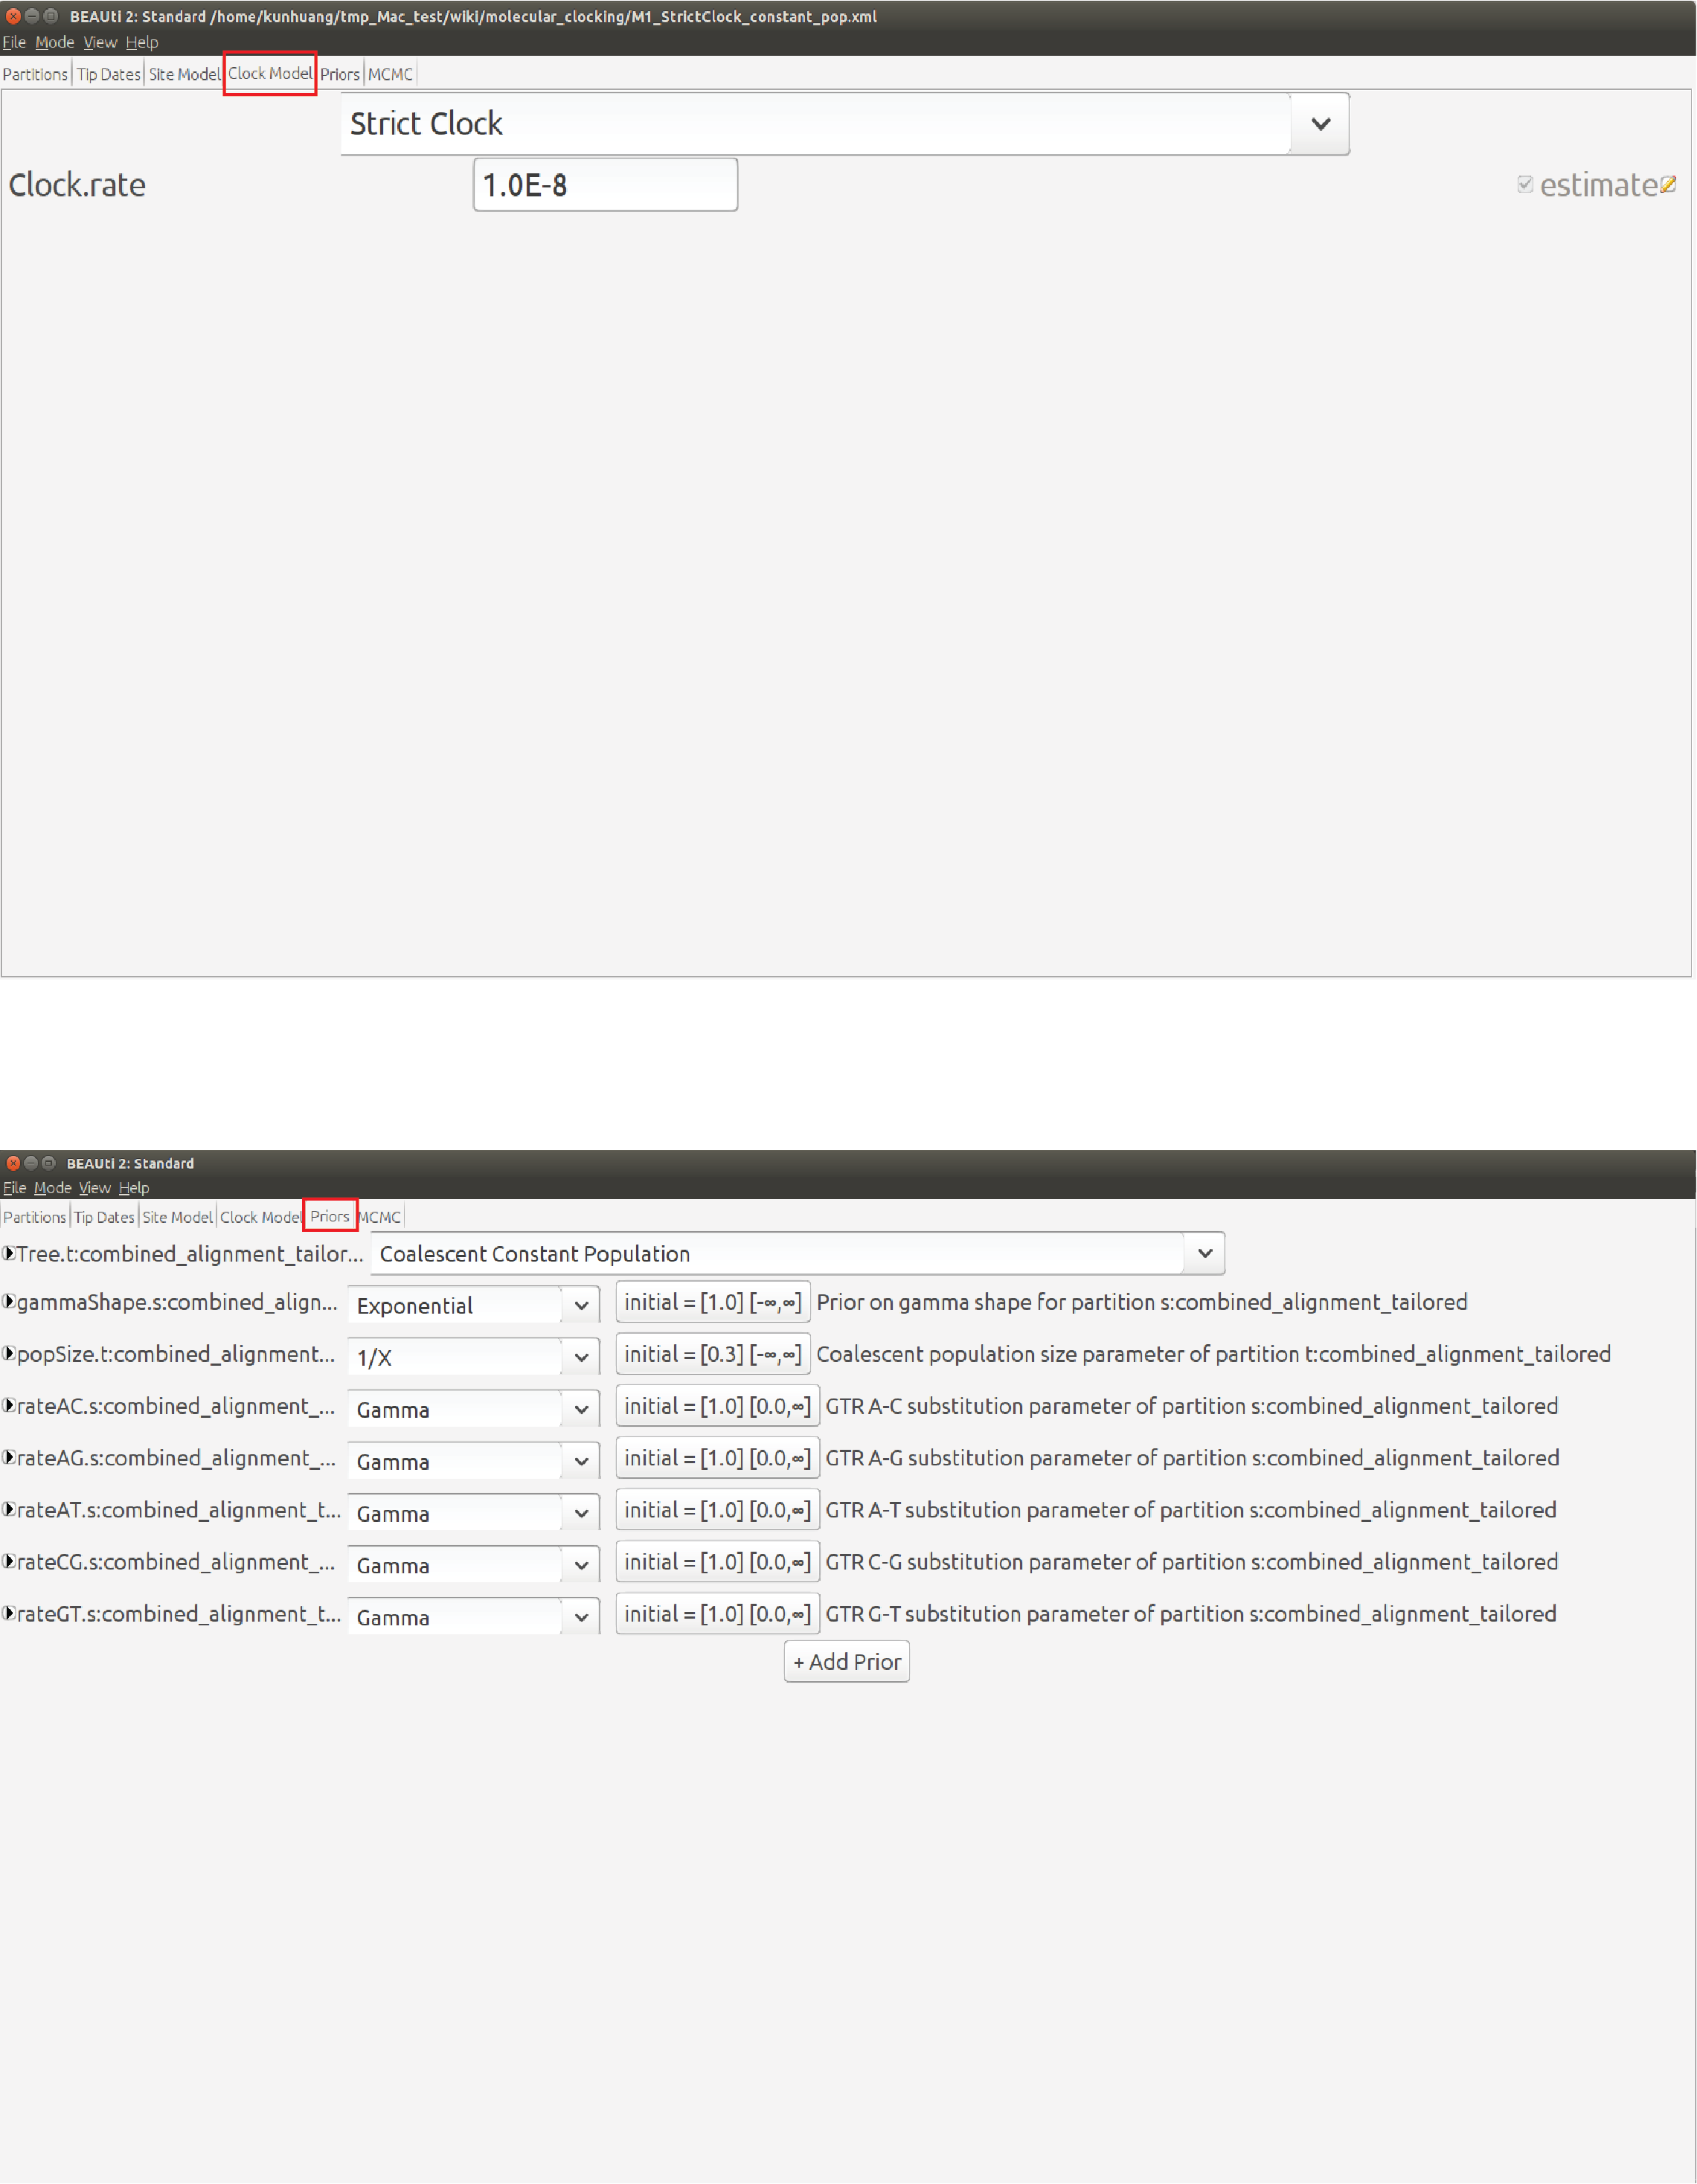 BEAUti 2: Standard /home/kunhuang/tmp_Mac_test/wiki/molecular_clocking/M1_StrictClock_constant_pop.xml
File Mode View Help
Partitions Tip Dates Site Model Clock Model Priors MCMC
Strict Clock
Clock.rate 1.0E-8 estimate
BEAUti 2: Standard
File Mode View Help
Partitions Tip Dates Site Model Clock Model Priors MCMC
Tree.t:combined_alignment_tailor... Coalescent Constant Population
gammaShape.s:combined_align... Exponential initial = [1.0] [-∞,∞] Prior on gamma shape for partition s:combined_alignment_tailored
popSize.t:combined_alignment... 1/X initial = [0.3] [-∞,∞] Coalescent population size parameter of partition t:combined_alignment_tailored
rateAC.s:combined_alignment_... Gamma initial = [1.0] [0.0,∞] GTR A-C substitution parameter of partition s:combined_alignment_tailored
rateAG.s:combined_alignment_... Gamma initial = [1.0] [0.0,∞] GTR A-G substitution parameter of partition s:combined_alignment_tailored
rateAT.s:combined_alignment_t... Gamma initial = [1.0] [0.0,∞] GTR A-T substitution parameter of partition s:combined_alignment_tailored
rateCG.s:combined_alignment_... Gamma initial = [1.0] [0.0,∞] GTR C-G substitution parameter of partition s:combined_alignment_tailored
rateGT.s:combined_alignment_t... Gamma initial = [1.0] [0.0,∞] GTR G-T substitution parameter of partition s:combined_alignment_tailored
+ Add Prior